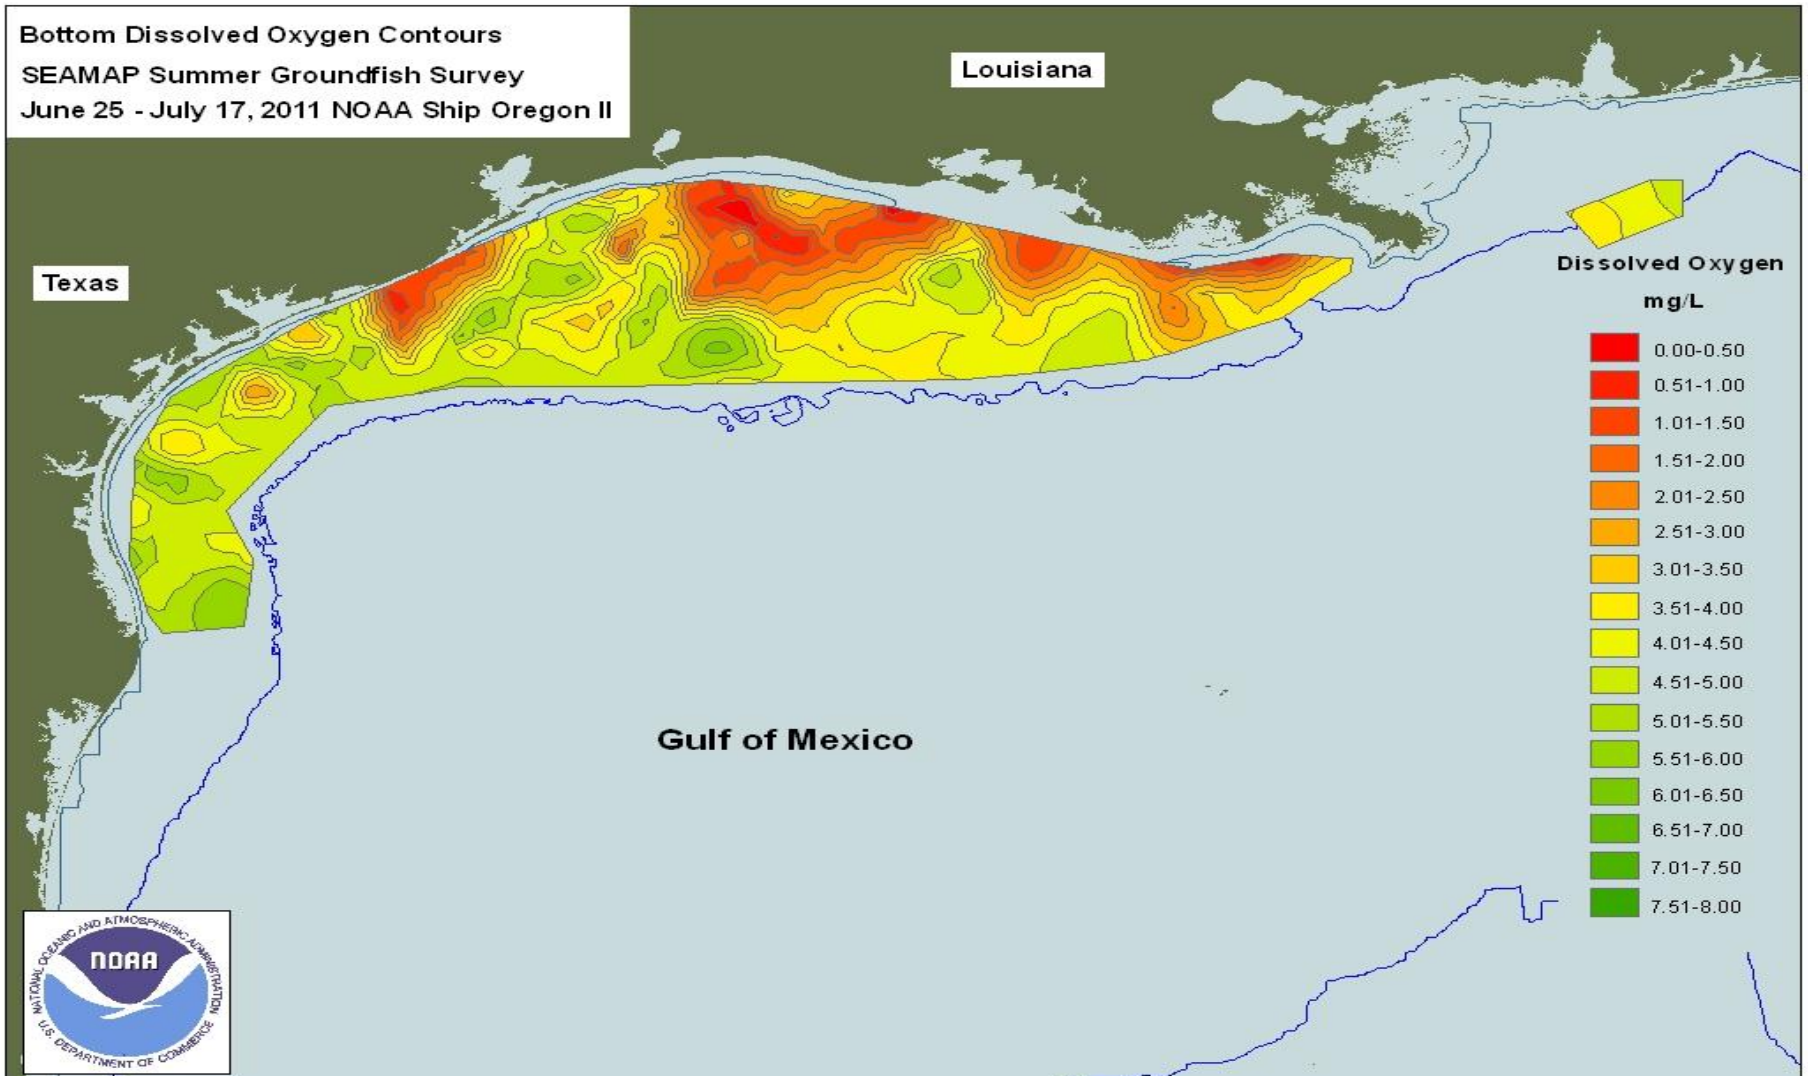 Bottom Dissolved Oxygen Contours
SEAMAP Summer Groundfish Survey
June 25 - July 17, 2011 NOAA Ship Oregon II
Louisiana
Texas
Dissolved Oxygen
mg/L
0.00-0.50
0.51-1.00
1.01-1.50
1.51-2.00
2.01-2.50
2.51-3.00
3.01-3.50
3.51-4.00
4.01-4.50
4.51-5.00
5.01-5.50
5.51-6.00
6.01-6.50
6.51-7.00
7.01-7.50
7.51-8.00
Gulf of Mexico
NATIONAL OCEANIC AND ATMOSPHERIC ADMINISTRATION
NOAA
U.S. DEPARTMENT OF COMMERCE